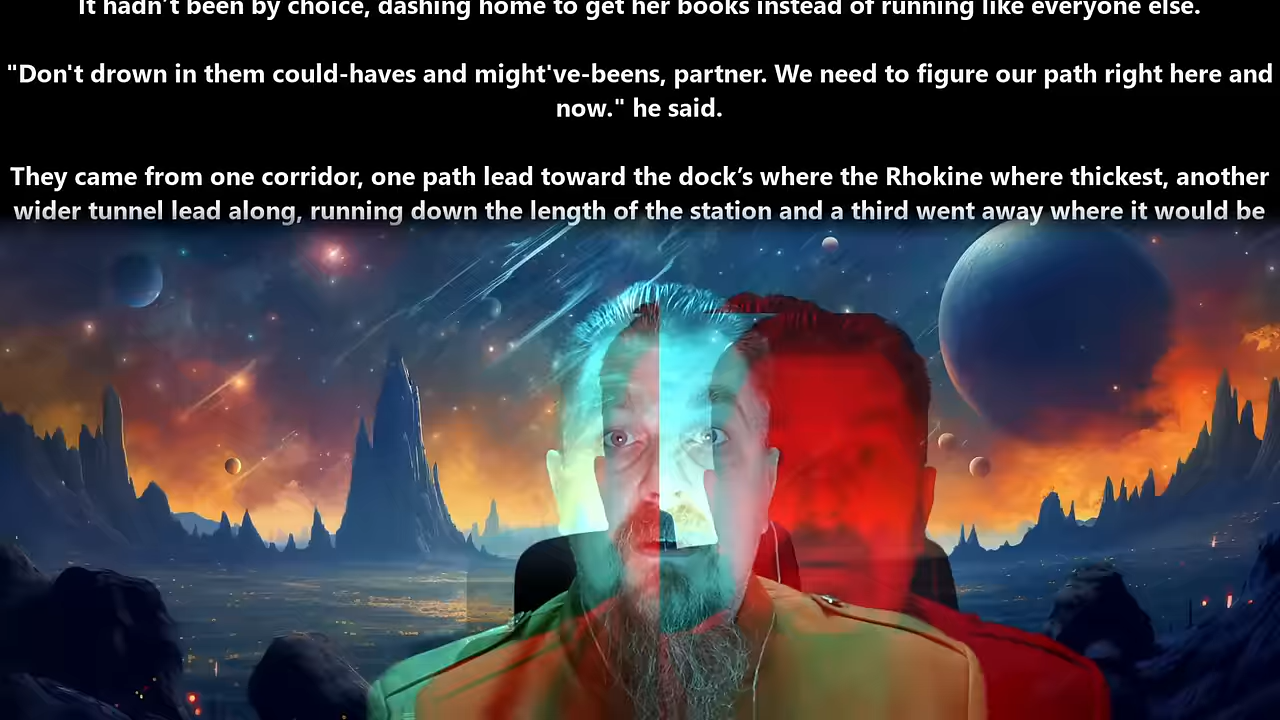 It hadn't been by choice, dashing home to get her books instead of running like everyone else.
"Don't drown in them could-haves and might've-beens, partner. We need to figure our path right here and
now." he said.
They came from one corridor, one path lead toward the dock’s where the Rhokine where thickest, another
wider tunnel lead along, running down the length of the station and a third went away where it would be